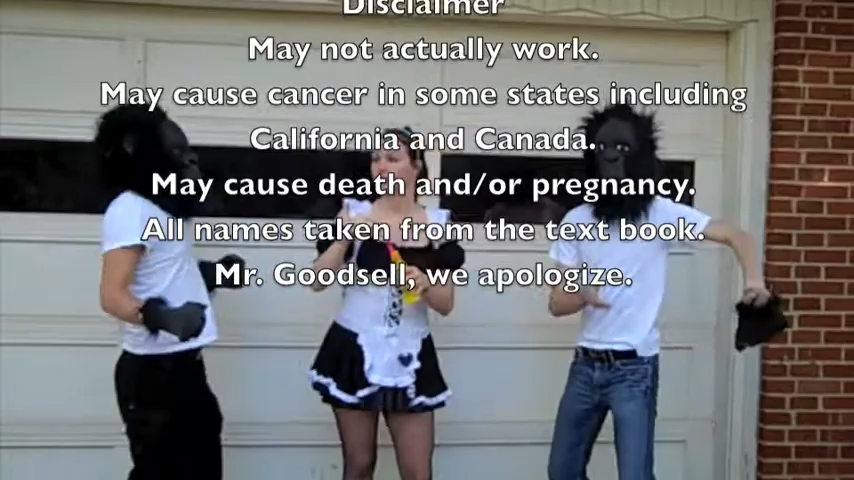 Disclaimer
May not actually work.
May cause cancer in some states including
California and Canada.
May cause death and/or pregnancy.
All names taken from the text book.
Mr. Goodsell, we apologize.